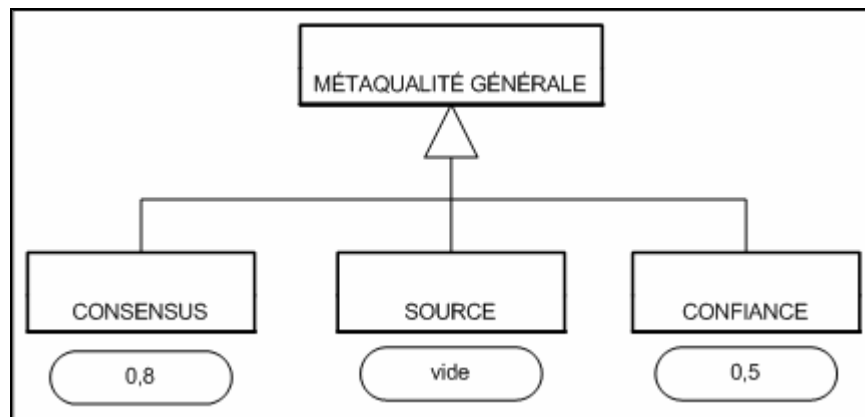 MÉTAQUALITÉ GÉNÉRALE
CONSENSUS
SOURCE
CONFIANCE
0,8
vide
0,5